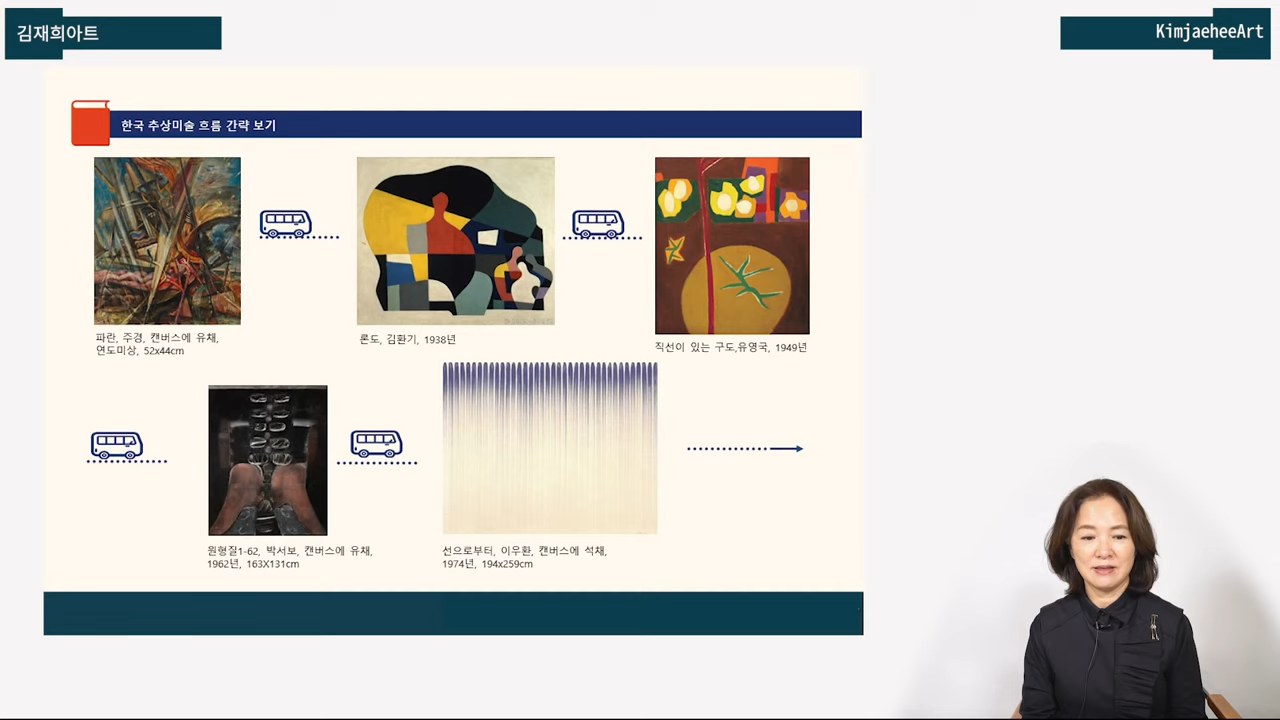 김재희아트
KimjaeheeArt
한국 추상미술 흐름 간략 보기
파란, 주경, 캔버스에 유채,
연도미상, 52x44cm
론도, 김환기, 1938년
직선이 있는 구도,유영국, 1949년
원형질1-62, 박서보, 캔버스에 유채,
1962년, 163X131cm
선으로부터, 이우환, 캔버스에 석채,
1974년, 194x259cm